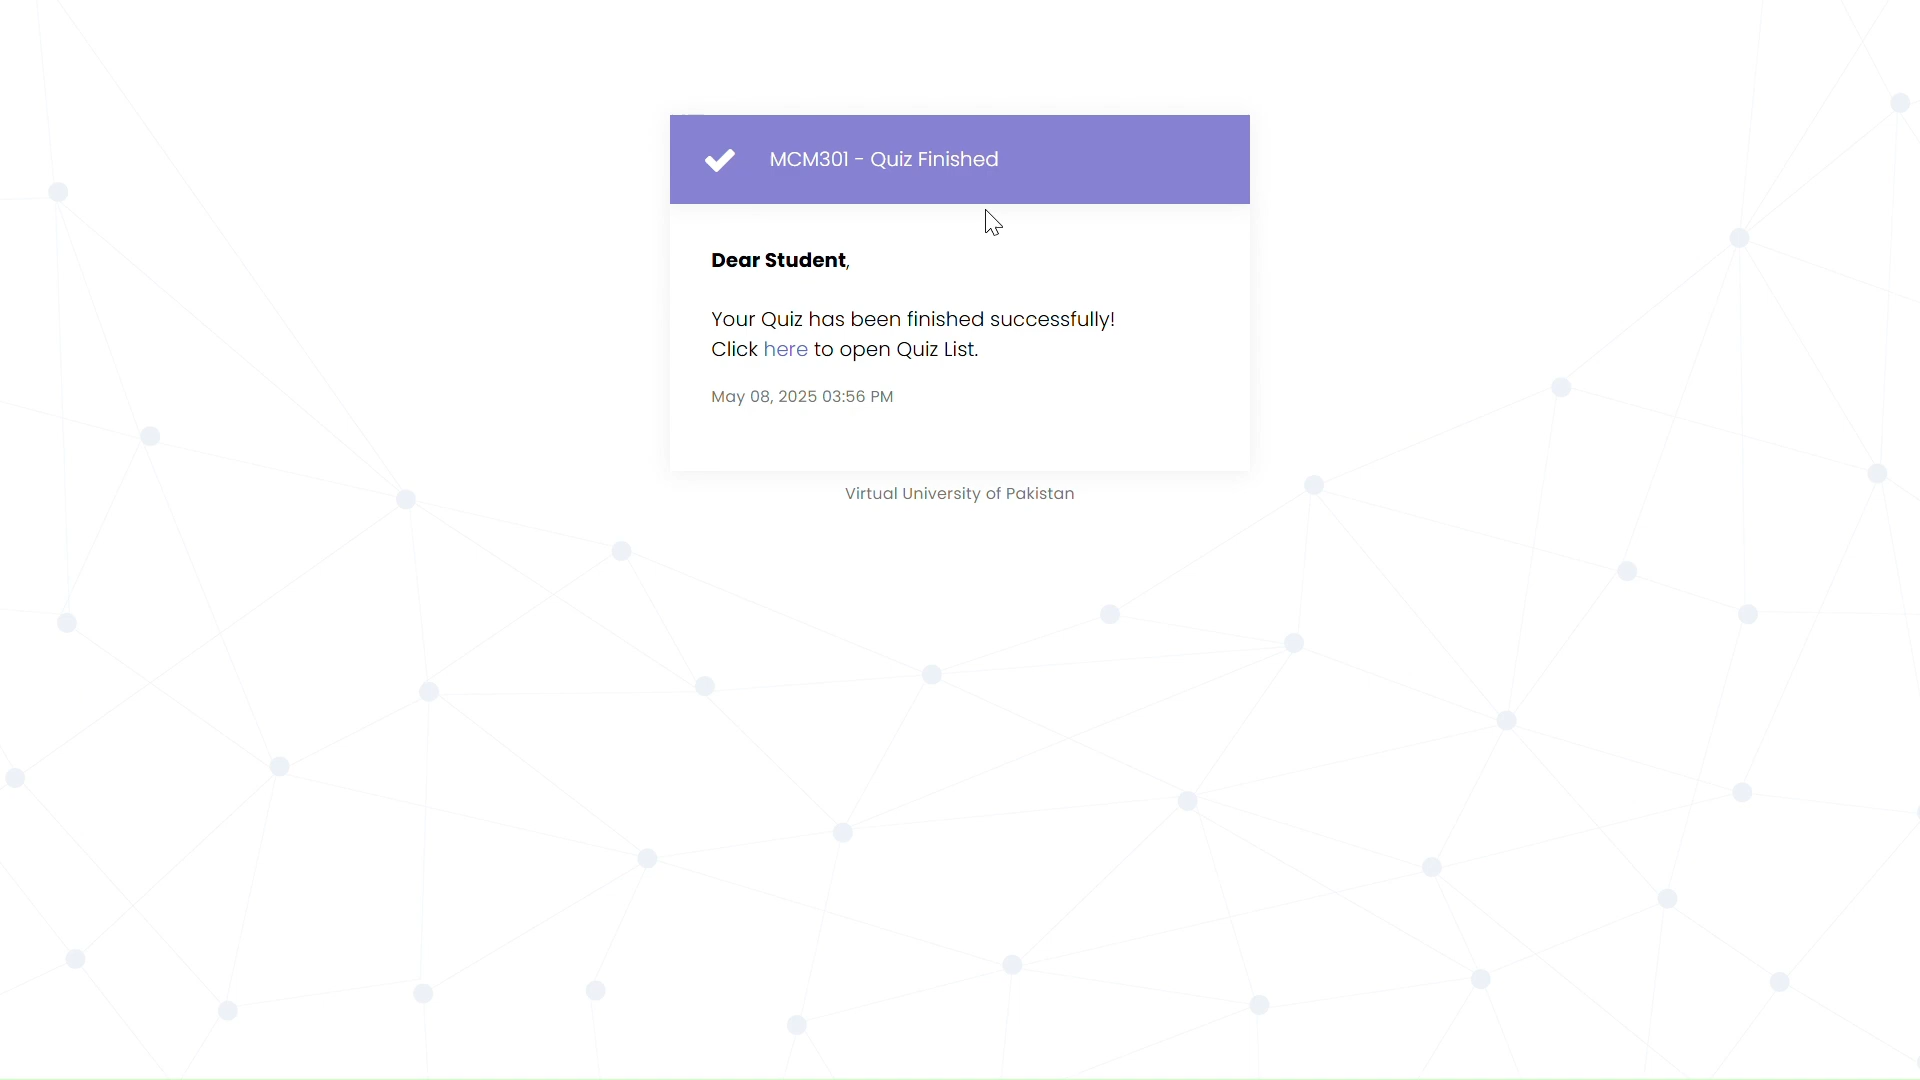 MCM301 - Quiz Finished
Dear Student,
Your Quiz has been finished successfully!
Click here to open Quiz List.
May 08, 2025 03:56 PM
Virtual University of Pakistan